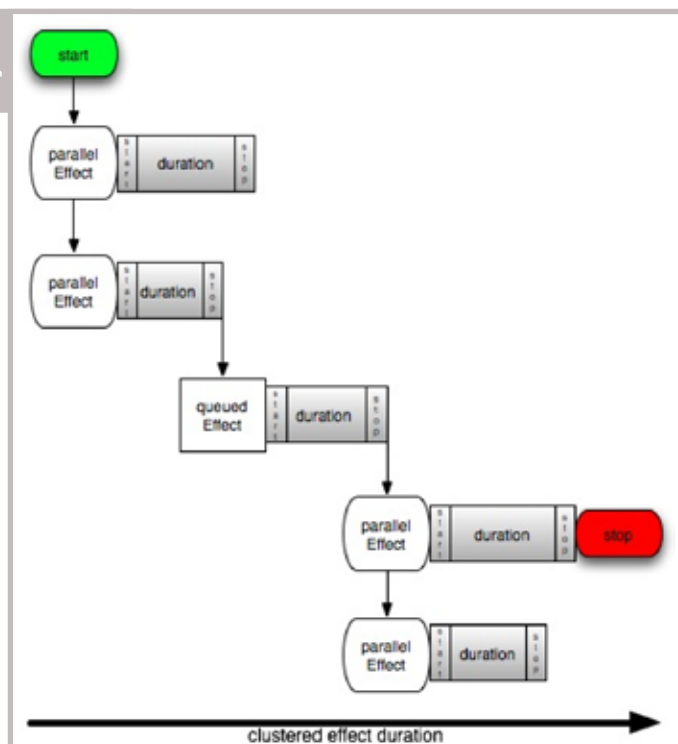 start
parallel
Effect
start
duration
stop
parallel
Effect
start
duration
stop
queued
Effect
start
duration
stop
parallel
Effect
start
duration
stop
stop
parallel
Effect
start
duration
stop
clustered effect duration